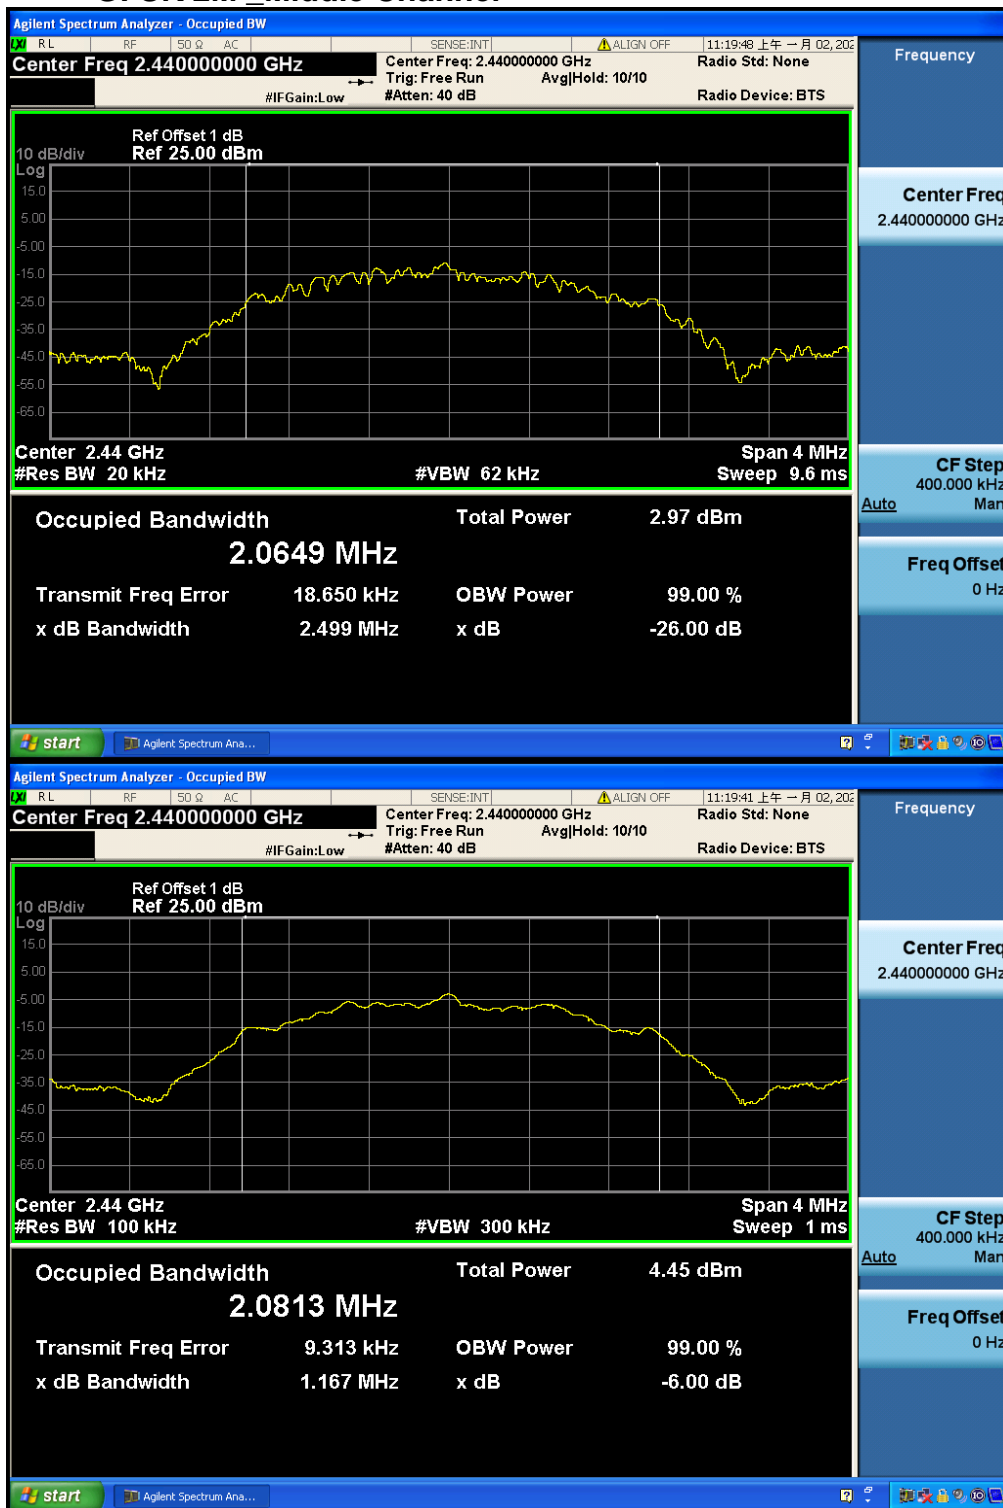 Agilent Spectrum Analyzer - Occupied BW
LXI RL RF 50 Ω AC SENSE:INT ALIGN OFF 11:19:48 上午 一月 02, 202
Center Freq 2.440000000 GHz
Center Freq: 2.440000000 GHz
Radio Std: None
Trig: Free Run Avg|Hold: 10/10
#IFGain:Low #Atten: 40 dB Radio Device: BTS
Frequency
Ref Offset 1 dB
10 dB/div Ref 25.00 dBm
Log
15.0
5.00
-5.00
-15.0
-25.0
-35.0
-45.0
-55.0
-65.0
Center 2.44 GHz Span 4 MHz
#Res BW 20 kHz #VBW 62 kHz Sweep 9.6 ms
Center Freq
2.440000000 GHz
CF Step
400.000 kHz
Auto Man
Freq Offset
0 Hz
Occupied Bandwidth Total Power 2.97 dBm
2.0649 MHz
Transmit Freq Error 18.650 kHz OBW Power 99.00 %
x dB Bandwidth 2.499 MHz x dB -26.00 dB
start Agilent Spectrum Ana...
Agilent Spectrum Analyzer - Occupied BW
LXI RL RF 50 Ω AC SENSE:INT ALIGN OFF 11:19:41 上午 一月 02, 202
Center Freq 2.440000000 GHz
Center Freq: 2.440000000 GHz
Radio Std: None
Trig: Free Run Avg|Hold: 10/10
#IFGain:Low #Atten: 40 dB Radio Device: BTS
Frequency
Ref Offset 1 dB
10 dB/div Ref 25.00 dBm
Log
15.0
5.00
-5.00
-15.0
-25.0
-35.0
-45.0
-55.0
-65.0
Center 2.44 GHz Span 4 MHz
#Res BW 100 kHz #VBW 300 kHz Sweep 1 ms
Center Freq
2.440000000 GHz
CF Step
400.000 kHz
Auto Man
Freq Offset
0 Hz
Occupied Bandwidth Total Power 4.45 dBm
2.0813 MHz
Transmit Freq Error 9.313 kHz OBW Power 99.00 %
x dB Bandwidth 1.167 MHz x dB -6.00 dB
start Agilent Spectrum Ana...